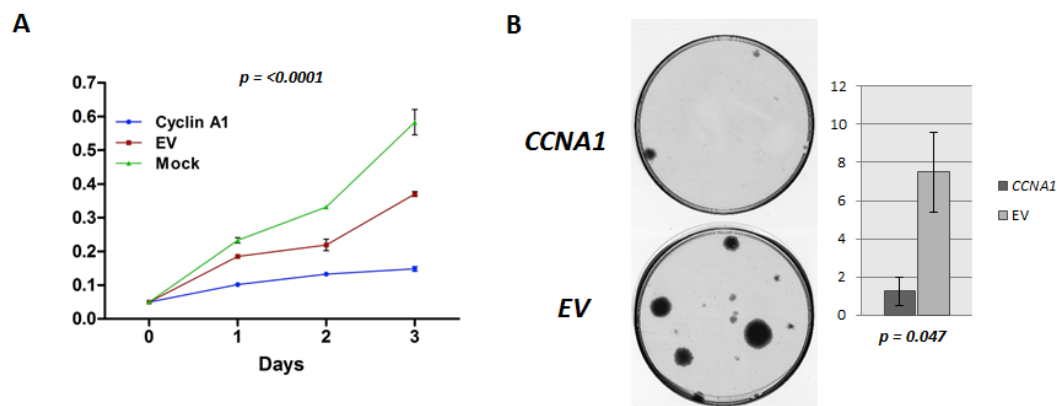 A
p = <0.0001
0.7
0.6
0.5
0.4
0.3
0.2
0.1
0.0
Cyclin A1
EV
Mock
0 1 2 3
Days
B
CCNA1
EV
12
10
8
6
4
2
0
CCNA1
EV
p = 0.047